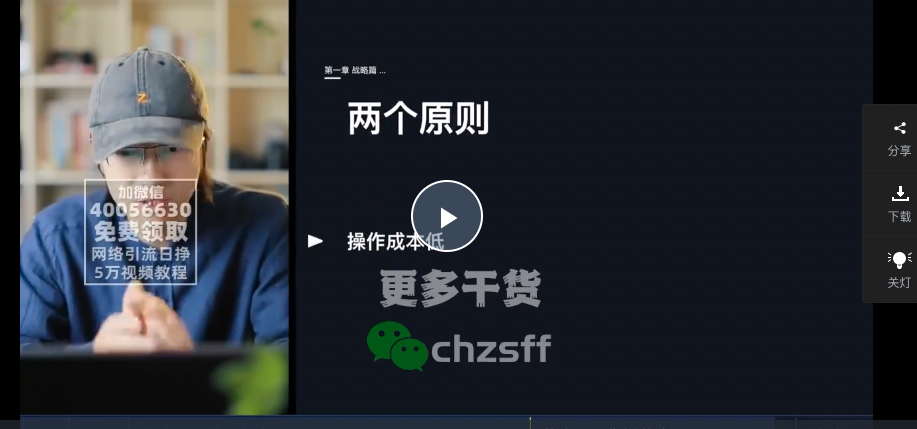 第一章 战略篇 ...
两个原则
加微信
40056630
免费领取
网络引流日挣
5万视频教程
操作成本低
更多干货
chzsff
分享
下载
关灯